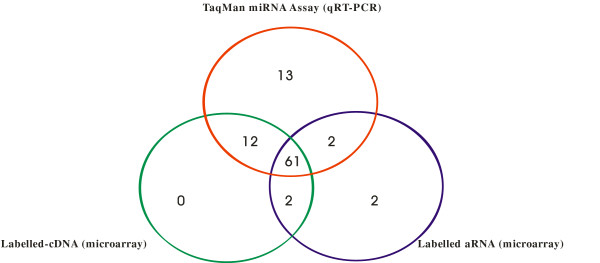 TaqMan miRNA Assay (qRT-PCR)
13
12
2
61
0
2
2
Labelled-cDNA (microarray)
Labelled aRNA (microarray)